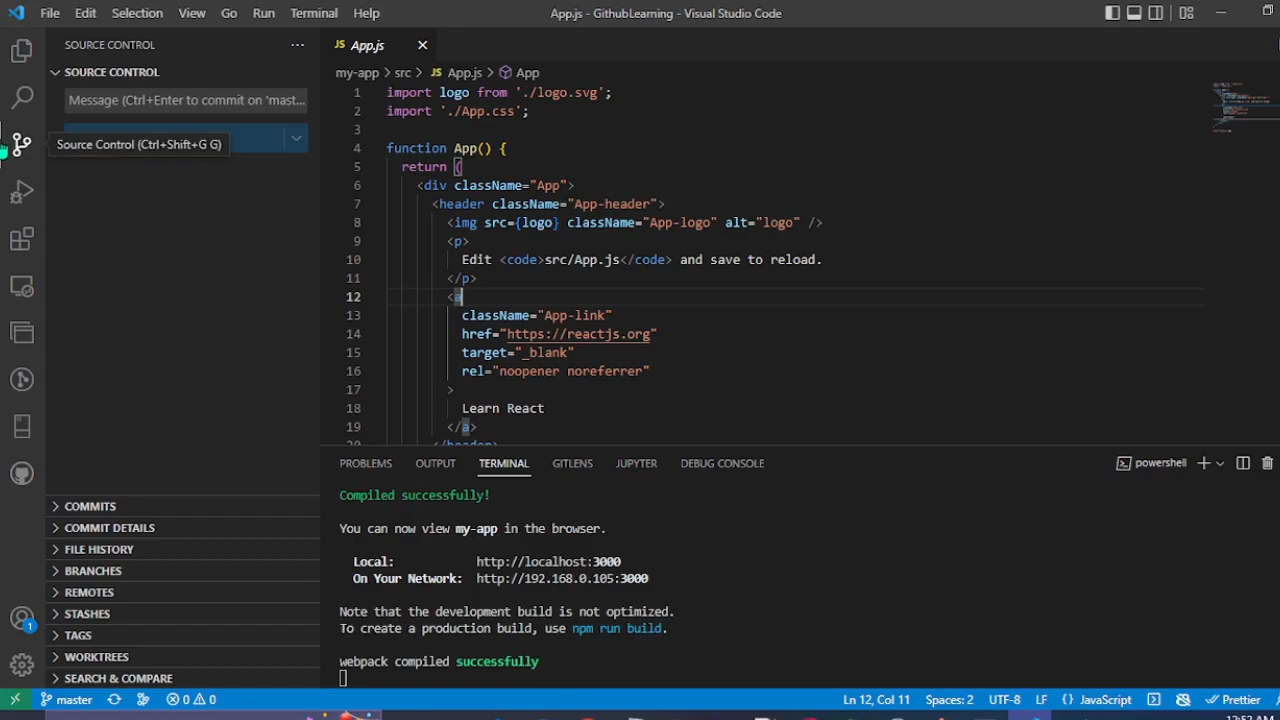 File Edit Selection View Go Run Terminal Help App.js - GithubLearning - Visual Studio Code
SOURCE CONTROL
SOURCE CONTROL
Message (Ctrl+Enter to commit on 'mast...
Source Control (Ctrl+Shift+G G)
COMMITS
COMMIT DETAILS
FILE HISTORY
BRANCHES
REMOTES
STASHES
TAGS
WORKTREES
SEARCH & COMPARE
1
JS App.js
my-app > src > JS App.js > App
1 import logo from './logo.svg';
2 import './App.css';
3
4 function App() {
5 return (
6 <div className="App">
7 <header className="App-header">
8 <img src={logo} className="App-logo" alt="logo" />
9 <p>
10 Edit <code>src/App.js</code> and save to reload.
11 </p>
12 <a
13 className="App-link"
14 href="https://reactjs.org"
15 target="_blank"
16 rel="noopener noreferrer"
17 >
18 Learn React
19 </a>
20 </header>
PROBLEMS OUTPUT TERMINAL GITLENS JUPYTER DEBUG CONSOLE powershell
Compiled successfully!
You can now view my-app in the browser.
Local: http://localhost:3000
On Your Network: http://192.168.0.105:3000
Note that the development build is not optimized.
To create a production build, use npm run build.
webpack compiled successfully
master 0 0 Ln 12, Col 11 Spaces: 2 UTF-8 LF {} JavaScript Prettier